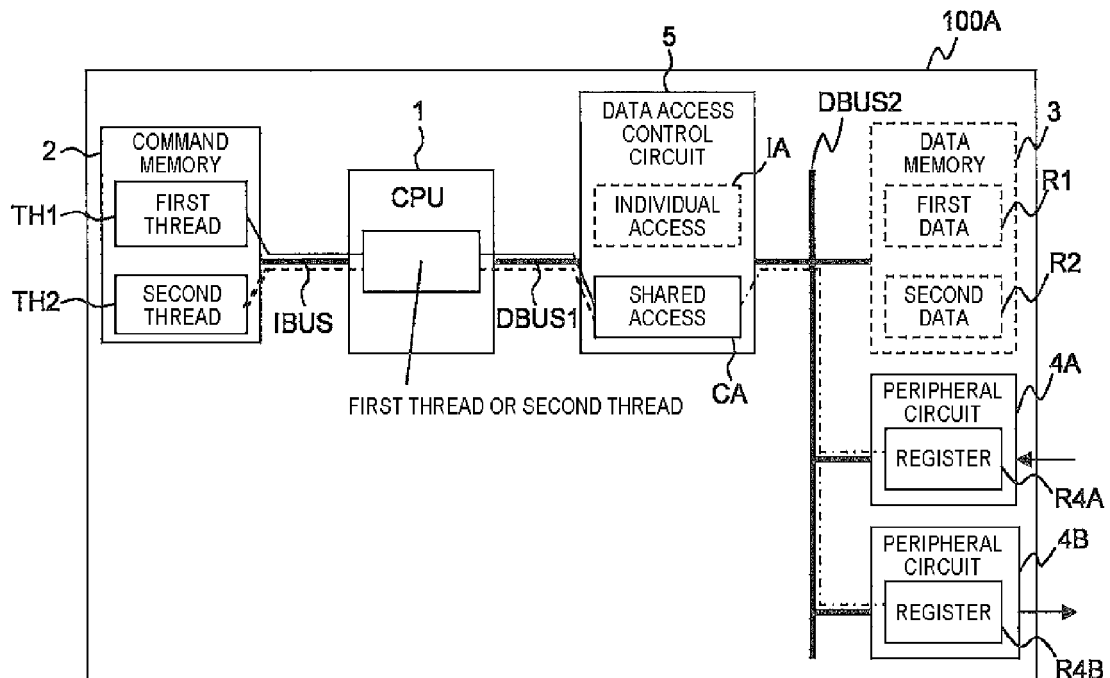 100A
5
DATA ACCESS
CONTROL
CIRCUIT
IA
INDIVIDUAL
ACCESS
SHARED
ACCESS
CA
DBUS2
3
DATA
MEMORY
R1
FIRST
DATA
R2
SECOND
DATA
2
COMMAND
MEMORY
TH1
FIRST
THREAD
TH2
SECOND
THREAD
IBUS
1
CPU
DBUS1
FIRST THREAD OR SECOND THREAD
4A
PERIPHERAL
CIRCUIT
REGISTER
R4A
4B
PERIPHERAL
CIRCUIT
REGISTER
R4B